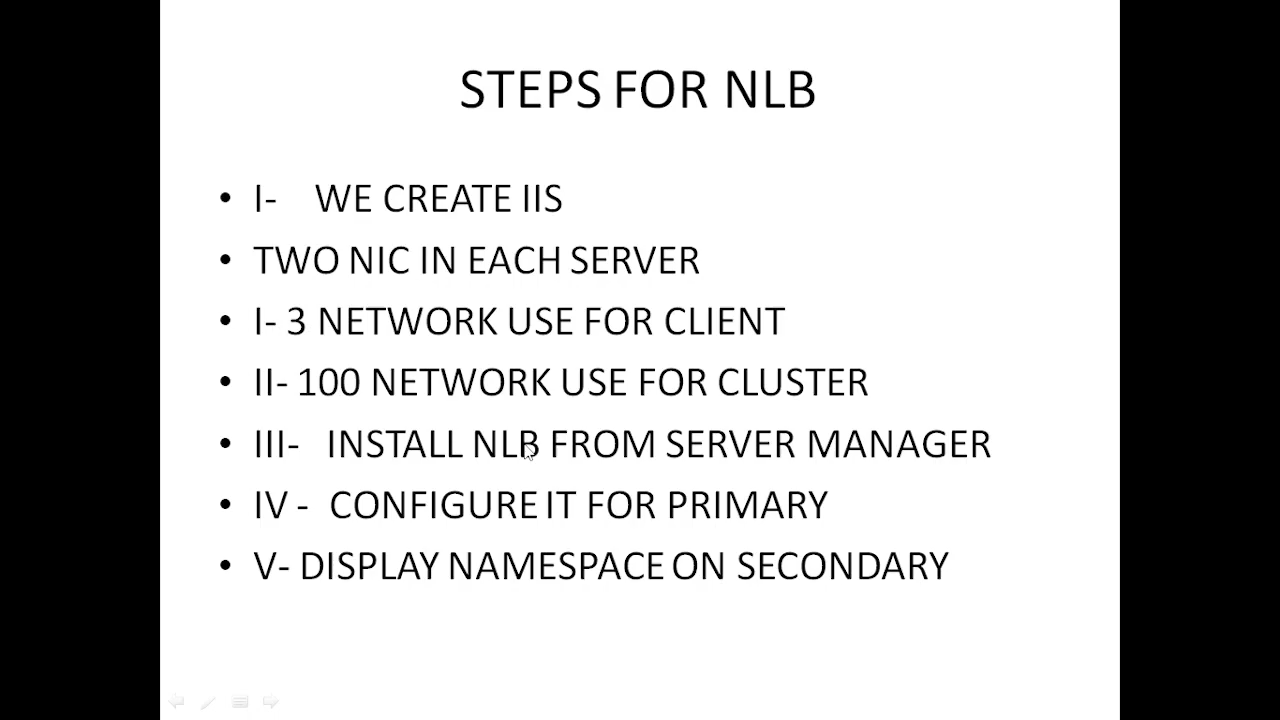 STEPS FOR NLB
• I- WE CREATE IIS
• TWO NIC IN EACH SERVER
• I- 3 NETWORK USE FOR CLIENT
• II- 100 NETWORK USE FOR CLUSTER
• III- INSTALL NLB FROM SERVER MANAGER
• IV - CONFIGURE IT FOR PRIMARY
• V- DISPLAY NAMESPACE ON SECONDARY